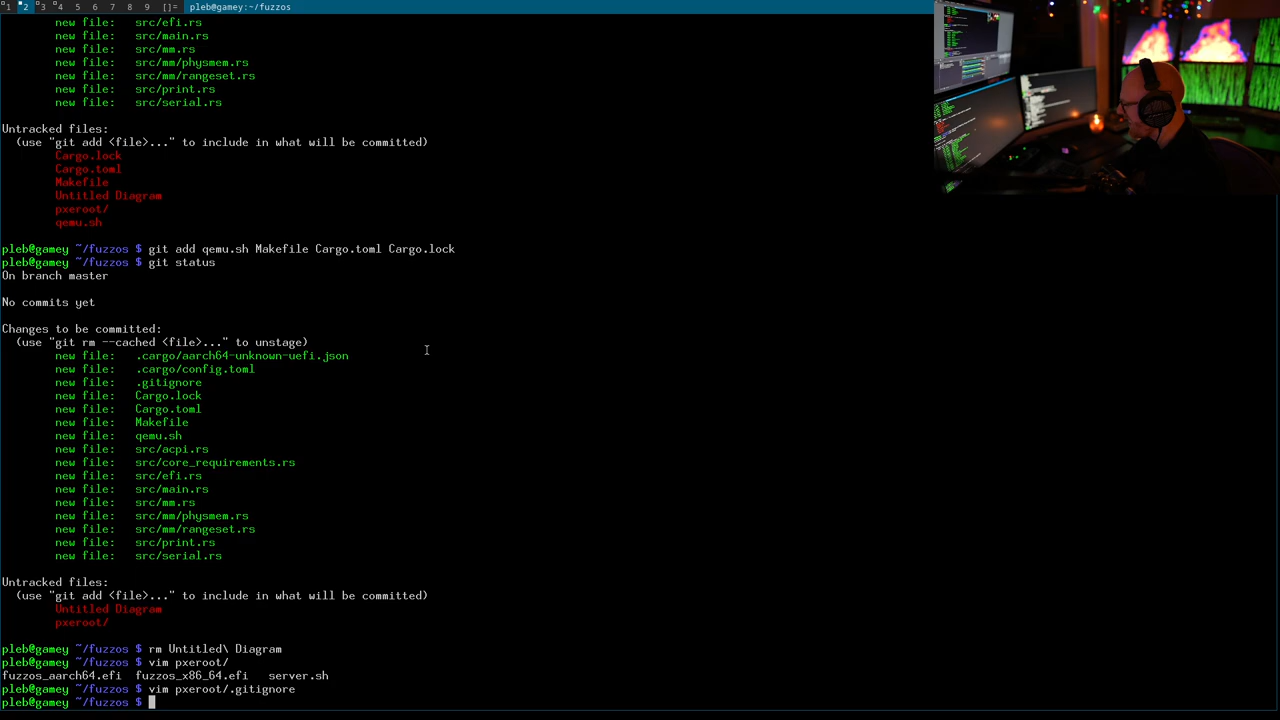 1 2 3 4 5 6 7 8 9 []= pleb@gamey:~/fuzzos
new file: src/efi.rs
new file: src/main.rs
new file: src/mm.rs
new file: src/mm/physmem.rs
new file: src/mm/rangeset.rs
new file: src/print.rs
new file: src/serial.rs
Untracked files:
(use "git add <file>..." to include in what will be committed)
Cargo.lock
Cargo.toml
Makefile
Untitled Diagram
pxeroot/
qemu.sh
pleb@gamey ~/fuzzos $ git add qemu.sh Makefile Cargo.toml Cargo.lock
pleb@gamey ~/fuzzos $ git status
On branch master
No commits yet
Changes to be committed:
(use "git rm --cached <file>..." to unstage)
new file: .cargo/aarch64-unknown-uefi.json
new file: .cargo/config.toml
new file: .gitignore
new file: Cargo.lock
new file: Cargo.toml
new file: Makefile
new file: qemu.sh
new file: src/acpi.rs
new file: src/core_requirements.rs
new file: src/efi.rs
new file: src/main.rs
new file: src/mm.rs
new file: src/mm/physmem.rs
new file: src/mm/rangeset.rs
new file: src/print.rs
new file: src/serial.rs
Untracked files:
(use "git add <file>..." to include in what will be committed)
Untitled Diagram
pxeroot/
pleb@gamey ~/fuzzos $ rm Untitled\ Diagram
pleb@gamey ~/fuzzos $ vim pxeroot/
fuzzos_aarch64.efi fuzzos_x86_64.efi server.sh
pleb@gamey ~/fuzzos $ vim pxeroot/.gitignore
pleb@gamey ~/fuzzos $